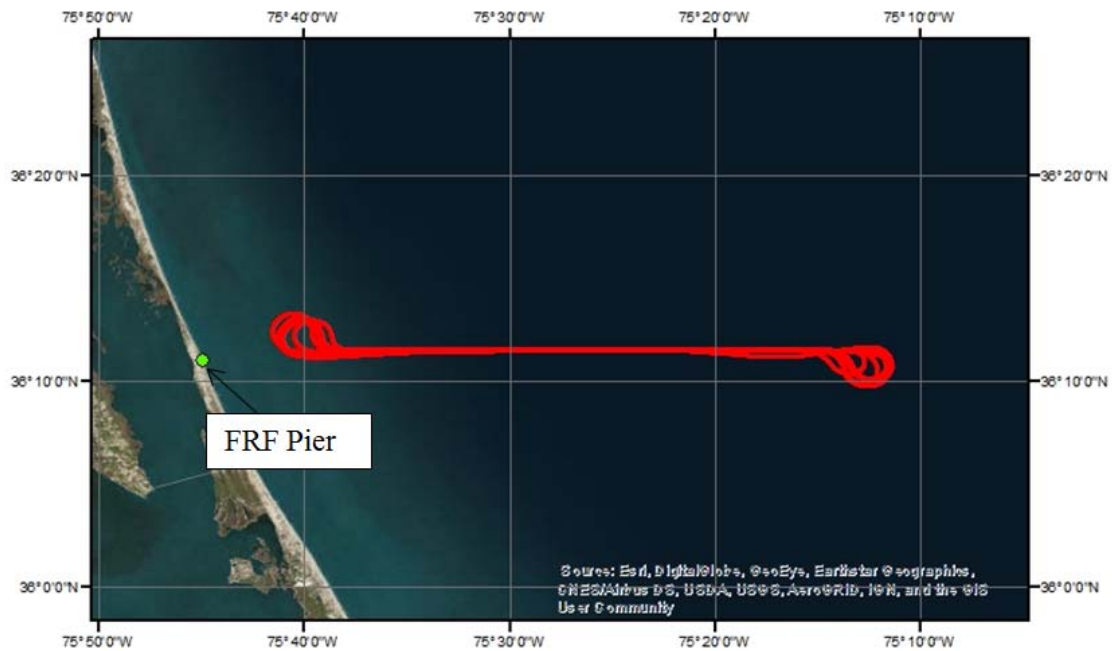 75°50'0"W 75°40'0"W 75°30'0"W 75°20'0"W 75°10'0"W
36°20'0"N 36°20'0"N
36°10'0"N 36°10'0"N
FRF Pier
Source: Esri, DigitalGlobe, GeoEye, Earthstar Geographics,
CNES/Airbus DS, USDA, USGS, AeroGRID, IGN, and the GIS
User Community
36°0'0"N 36°0'0"N
75°50'0"W 75°40'0"W 75°30'0"W 75°20'0"W 75°10'0"W